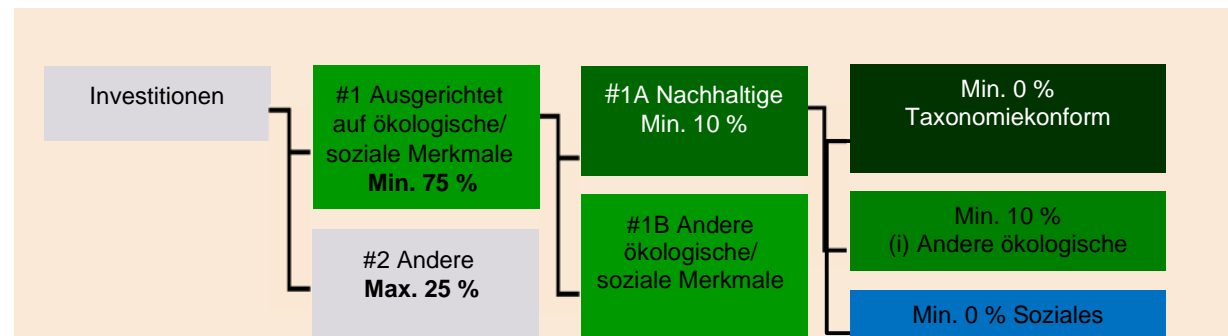 Investitionen
#1 Ausgerichtet
auf ökologische/
soziale Merkmale
Min. 75 %
#2 Andere
Max. 25 %
#1A Nachhaltige
Min. 10 %
#1B Andere
ökologische/
soziale Merkmale
Min. 0 %
Taxonomiekonform
Min. 10 %
(i) Andere ökologische
Min. 0 % Soziales